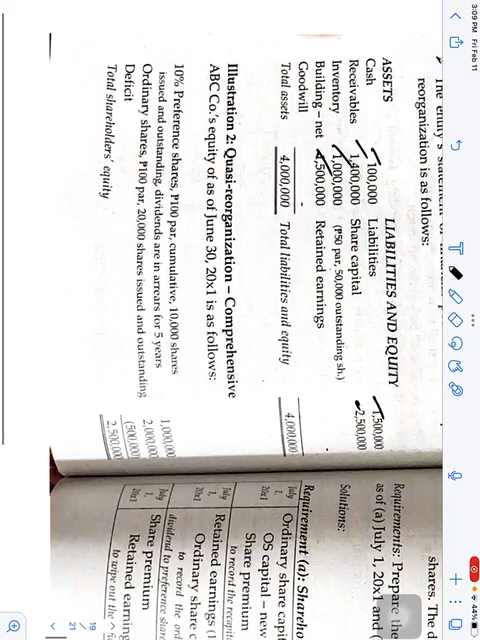 3:09 PM Fri Feb 11
44%
reorganization is as follows:
ASSETS LIABILITIES AND EQUITY
Cash 100,000 Liabilities 1,500,000
Receivables 1,400,000 Share capital 2,500,000
Inventory 1,000,000 (₱50 par, 50,000 outstanding sh.)
Building – net 1,500,000 Retained earnings
Goodwill -
Total assets 4,000,000 Total liabilities and equity 4,000,000
Illustration 2: Quasi-reorganization – Comprehensive
ABC Co.'s equity of as of June 30, 20x1 is as follows:
10% Preference shares, ₱100 par, cumulative, 10,000 shares
issued and outstanding, dividends are in arrears for 5 years 1,000,000
Ordinary shares, ₱100 par, 20,000 shares issued and outstanding 2,000,000
Deficit (500,000)
Total shareholders' equity 2,500,000
shares. The
Requirements: Prepare the
as of (a) July 1, 20x1 and
Solutions:
Requirement (a): Shareho
July 1, 20x1 Ordinary share capi
OS capital – new
Share premium
to record the recapit
July 1, 20x1 Retained earnings (1
Ordinary share c
to record the ord
dividend to preference share
July 1, 20x1 Share premium
Retained earning
to wipe out the
19
21